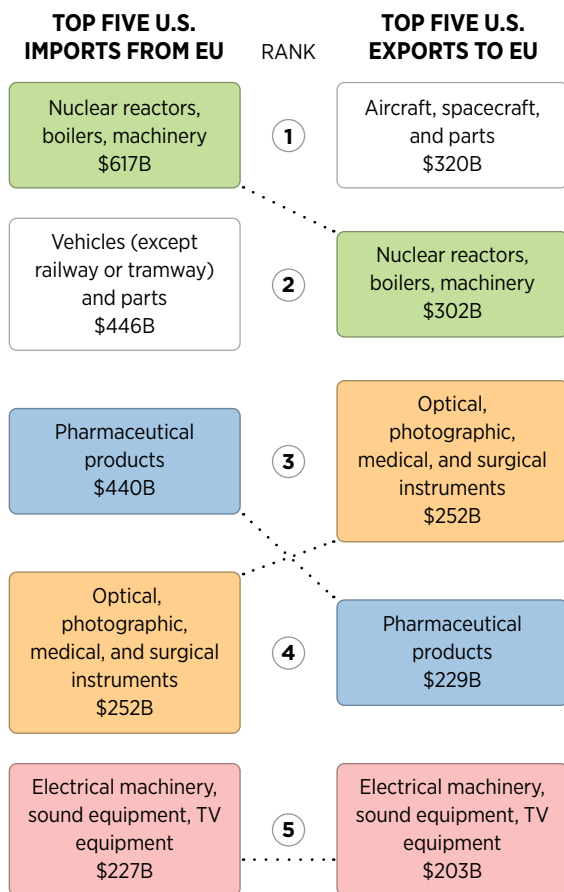 TOP FIVE U.S.
IMPORTS FROM EU
RANK
TOP FIVE U.S.
EXPORTS TO EU
Nuclear reactors,
boilers, machinery
$617B
1
Aircraft, spacecraft,
and parts
$320B
Vehicles (except
railway or tramway)
and parts
$446B
2
Nuclear reactors,
boilers, machinery
$302B
Pharmaceutical
products
$440B
3
Optical,
photographic,
medical, and surgical
instruments
$252B
Optical,
photographic,
medical, and surgical
instruments
$252B
4
Pharmaceutical
products
$229B
Electrical machinery,
sound equipment, TV
equipment
$227B
5
Electrical machinery,
sound equipment, TV
equipment
$203B